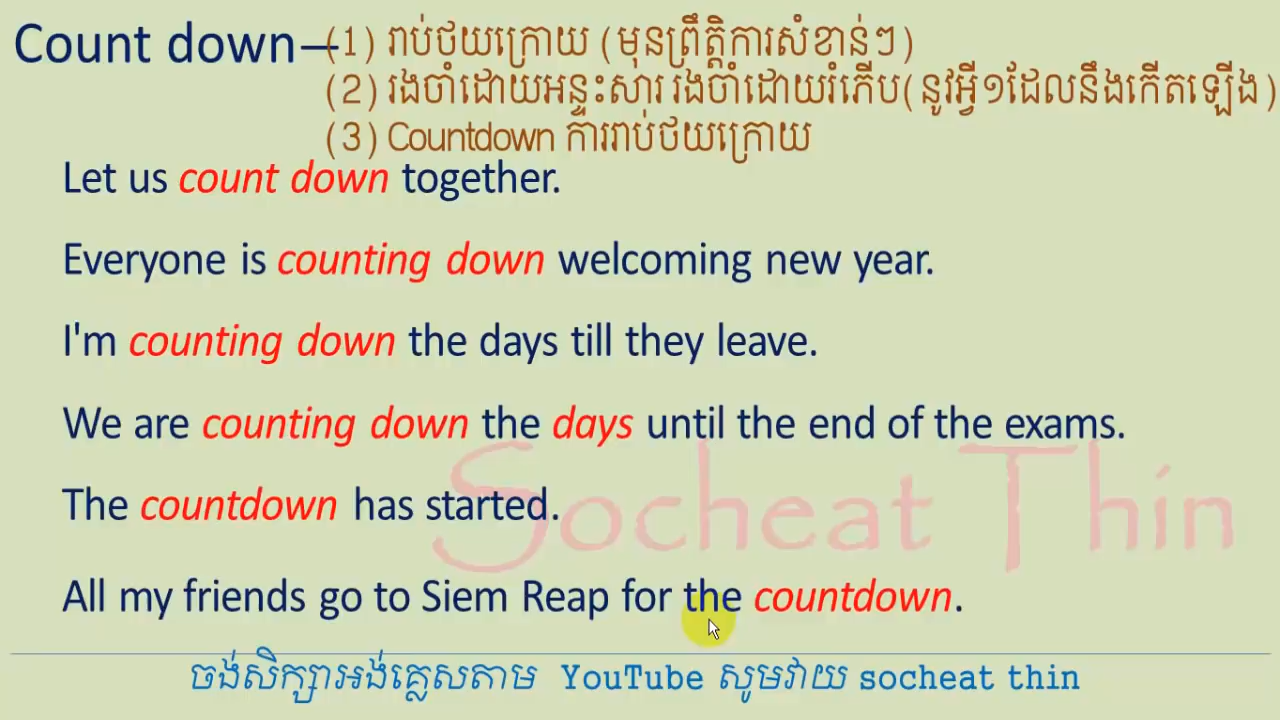 Count down–(1) រាប់ថយក្រោយ (មុនព្រឹត្តិការសំខាន់ៗ)
(2) រងចាំដោយអន្ទះសារ រងចាំដោយរំភើប(នូវអ្វី១ដែលនឹងកើតឡើង)
(3) Countdown ការរាប់ថយក្រោយ
Let us count down together.
Everyone is counting down welcoming new year.
I'm counting down the days till they leave.
We are counting down the days until the end of the exams.
The countdown has started.
Socheat Thin
All my friends go to Siem Reap for the countdown.
ចង់សិក្សាអង់គ្លេសតាម YouTube សូមវាយ socheat thin